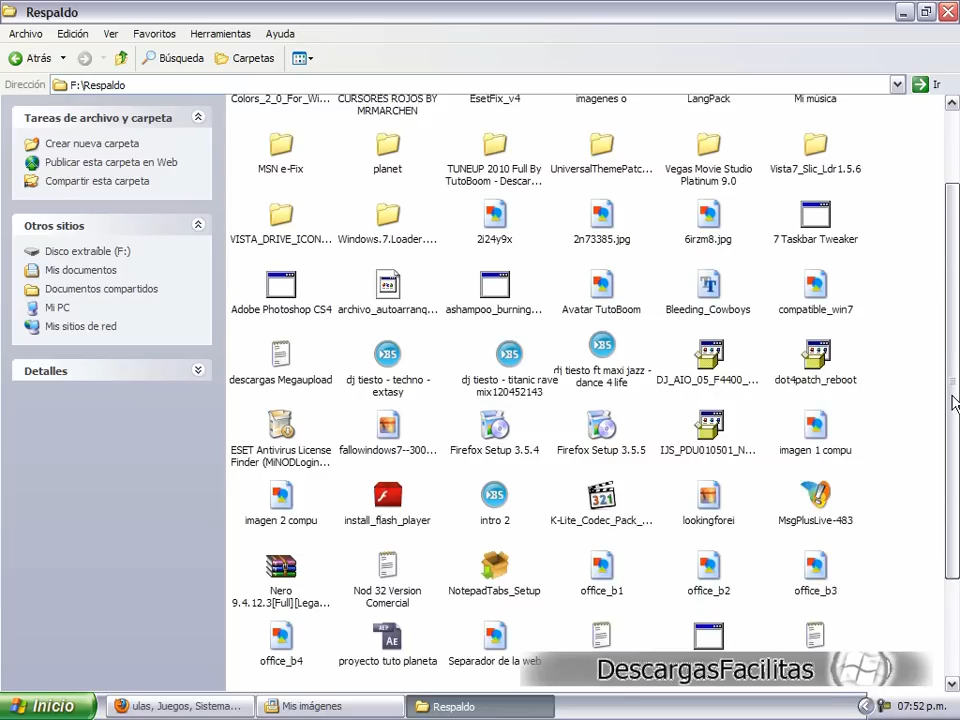 Respaldo
Archivo Edición Ver Favoritos Herramientas Ayuda
Atrás Búsqueda Carpetas
Dirección F:\Respaldo Ir
Tareas de archivo y carpeta
Crear nueva carpeta
Publicar esta carpeta en Web
Compartir esta carpeta
Otros sitios
Disco extraíble (F:)
Mis documentos
Documentos compartidos
Mi PC
Mis sitios de red
Detalles
Colors_2_0_For_Wi...
CURSORES ROJOS BY
MRMARCHEN
EsetFix_v4
imagenes o
LangPack
Mi música
MSN e-Fix
planet
TUNEUP 2010 Full By
TutoBoom - Descar...
UniversalThemePatc...
Vegas Movie Studio
Platinum 9.0
Vista7_Slic_Ldr1.5.6
VISTA_DRIVE_ICON...
Windows.7.Loader....
2i24y9x
2n73385.jpg
6irzm8.jpg
7 Taskbar Tweaker
Adobe Photoshop CS4
archivo_autoarranq...
ashampoo_burning...
Avatar TutoBoom
Bleeding_Cowboys
compatible_win7
descargas Megaupload
dj tiesto - techno -
extasy
dj tiesto - titanic rave
mix120452143
dj tiesto ft maxi jazz -
dance 4 life
DJ_AIO_05_F4400_...
dot4patch_reboot
ESET Antivirus License
Finder (MiNODLogin...
fallowindows7--300...
Firefox Setup 3.5.4
Firefox Setup 3.5.5
IJS_PDU010501_N...
imagen 1 compu
imagen 2 compu
install_flash_player
intro 2
K-Lite_Codec_Pack_...
lookingforei
MsgPlusLive-483
Nero
9.4.12.3[Full][Lega...
Nod 32 Version
Comercial
NotepadTabs_Setup
office_b1
office_b2
office_b3
office_b4
proyecto tuto planeta
Separador de la web
DescargasFacilitas
Inicio
ulas, Juegos, Sistema...
Mis imágenes
Respaldo
07:52 p.m.